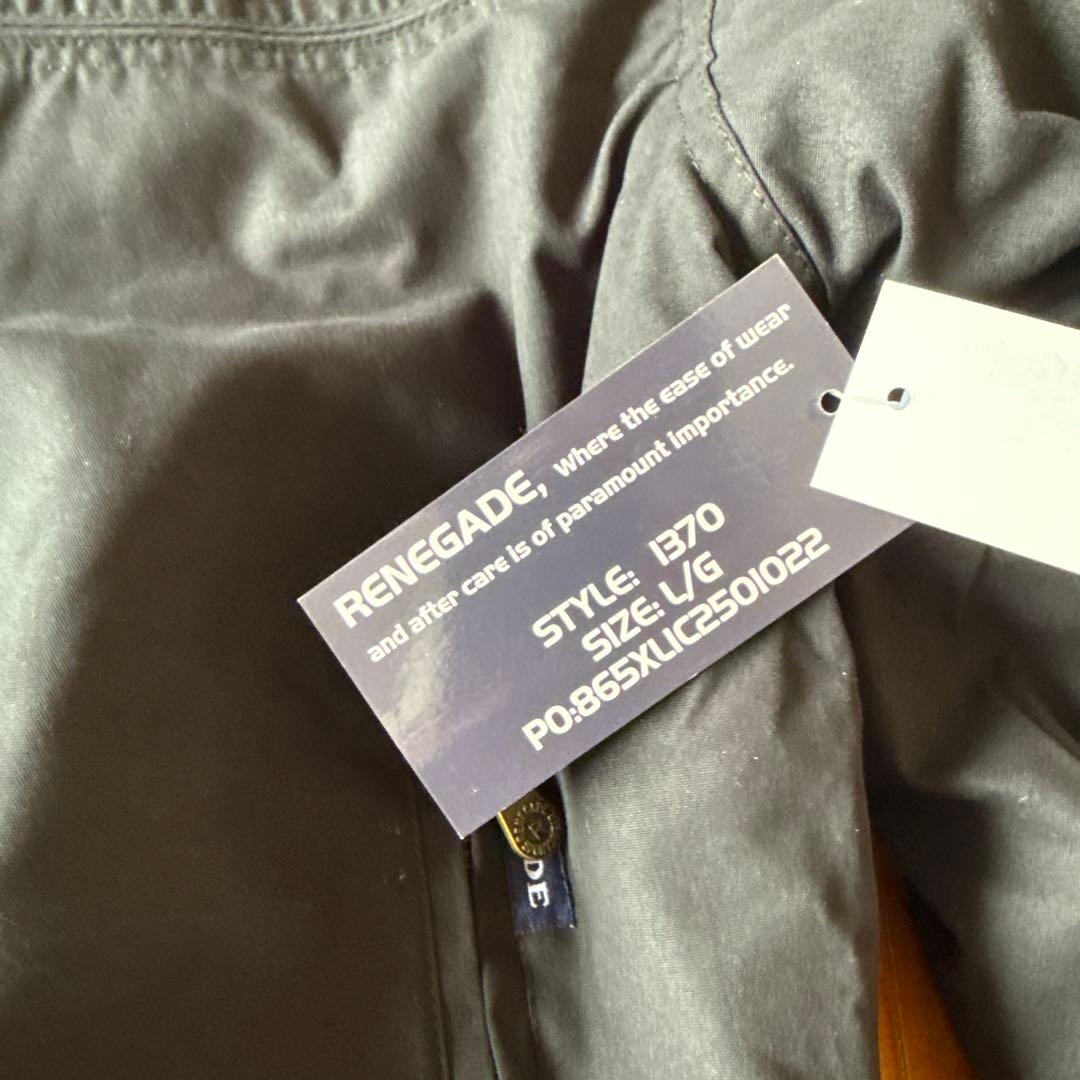 RENEGADE, where the ease of wear
and after care is of paramount importance.
STYLE: 1370
SIZE: L/G
PO:865XLIC2501022
DE